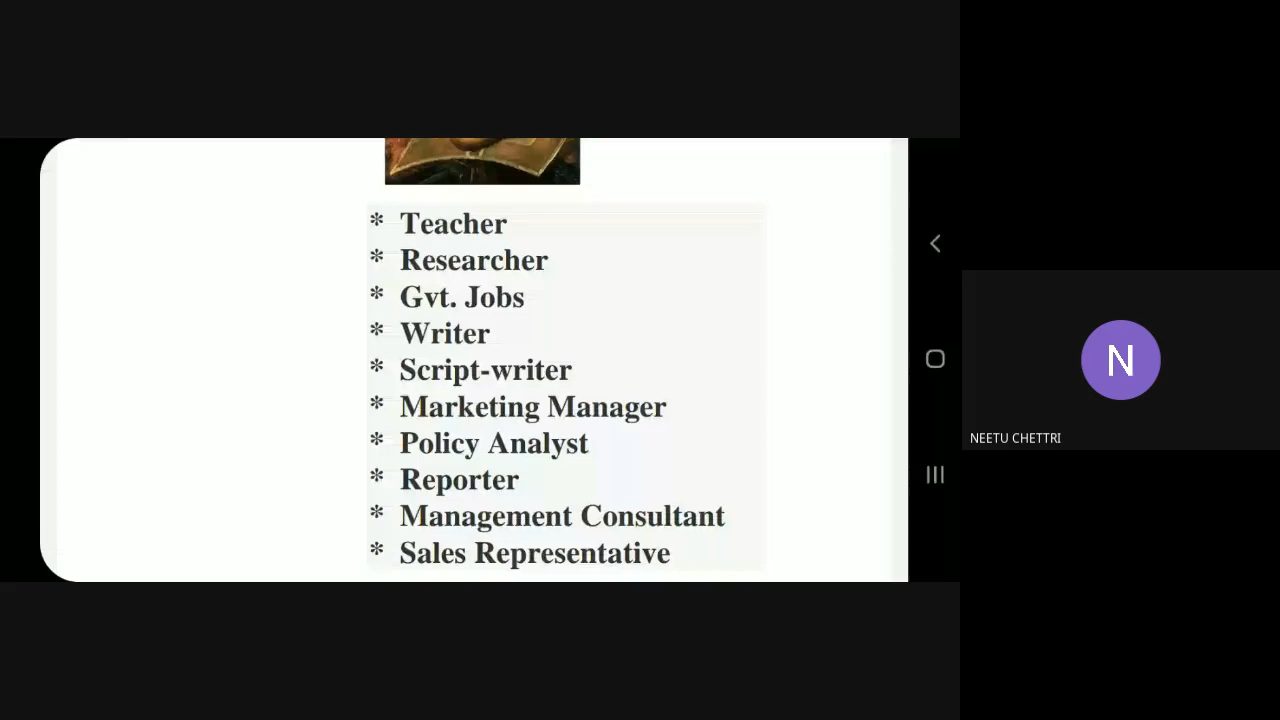 * Teacher
* Researcher
* Gvt. Jobs
* Writer
* Script-writer
* Marketing Manager
* Policy Analyst
* Reporter
* Management Consultant
* Sales Representative
N
NEETU CHETTRI